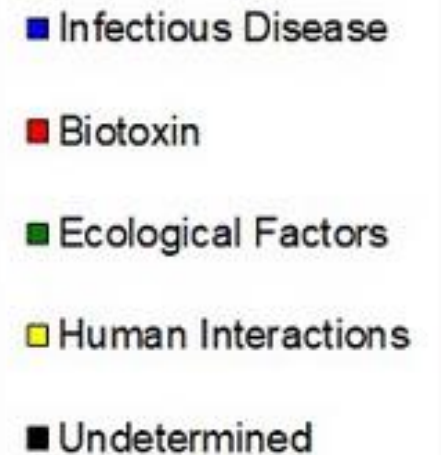 Infectious Disease
Biotoxin
Ecological Factors
Human Interactions
Undetermined